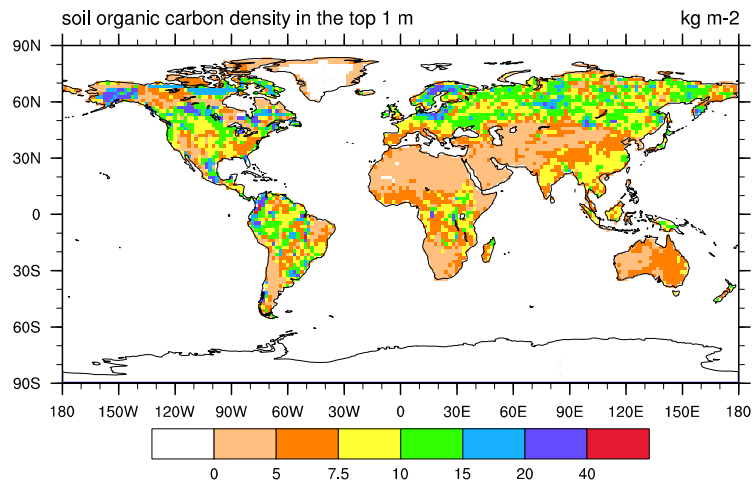 soil organic carbon density in the top 1 m kg m-2
90N
60N
30N
0
30S
60S
90S
180 150W 120W 90W 60W 30W 0 30E 60E 90E 120E 150E 180
0 5 7.5 10 15 20 40